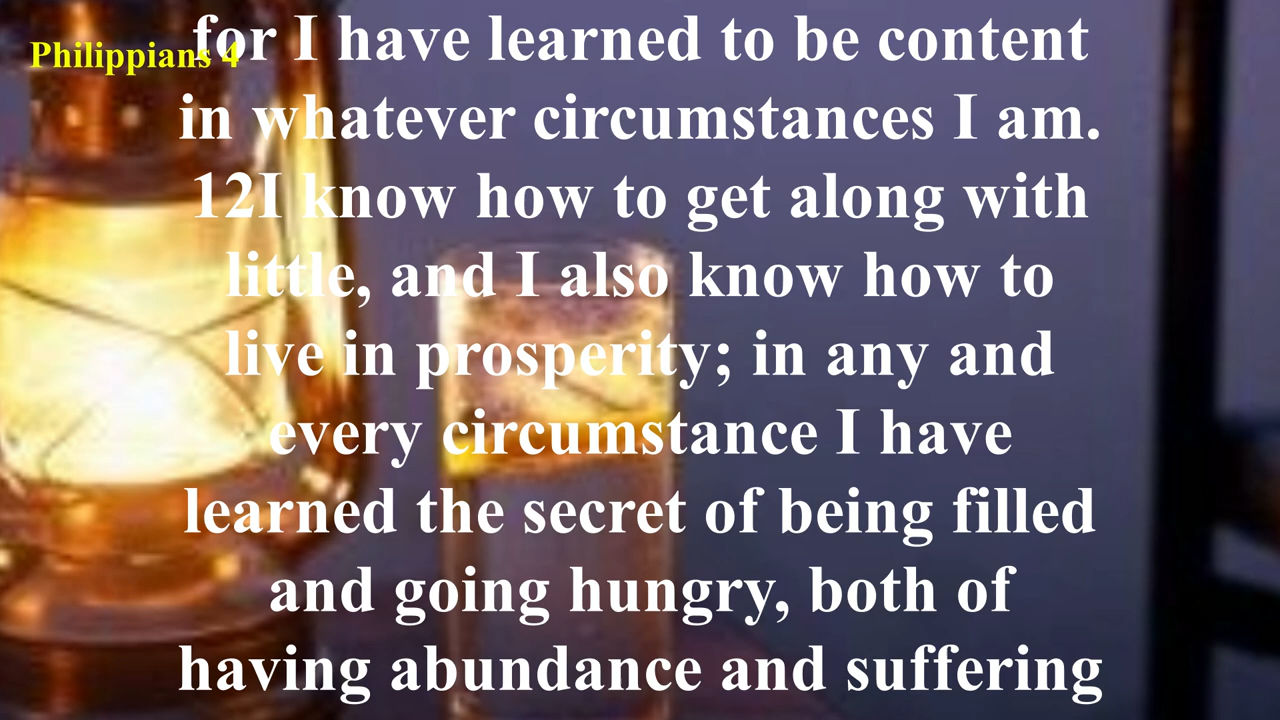 for I have learned to be content
Philippians 4
in whatever circumstances I am.
12I know how to get along with
little, and I also know how to
live in prosperity; in any and
every circumstance I have
learned the secret of being filled
and going hungry, both of
having abundance and suffering